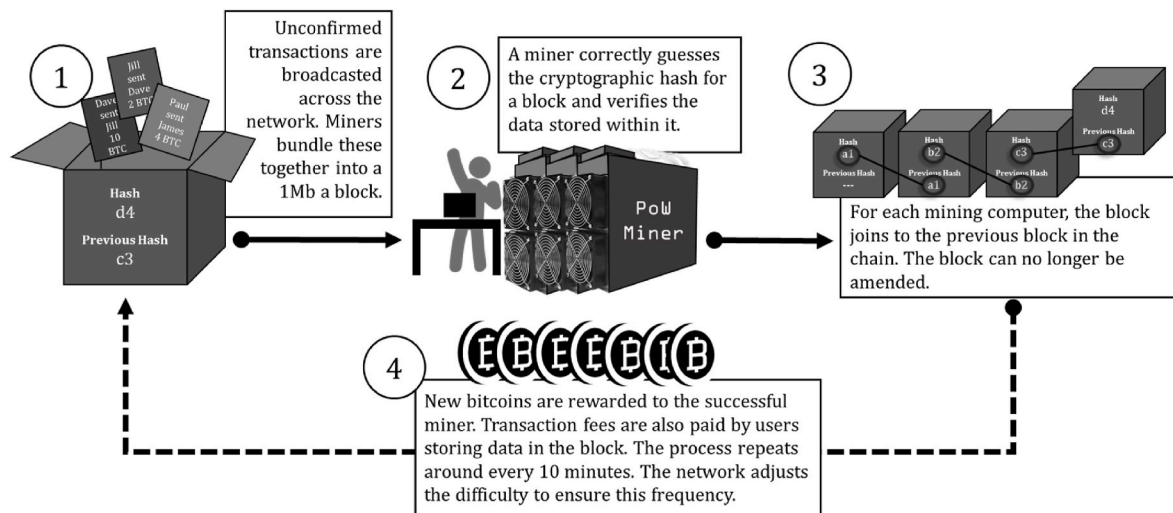 1
Jill
sent
Dave
2 BTC
Dave
sent
Jill
10
BTC
Paul
sent
James
4 BTC
Hash
d4
Previous Hash
c3
Unconfirmed
transactions are
broadcasted
across the
network. Miners
bundle these
together into a
1Mb a block.
2
A miner correctly guesses
the cryptographic hash for
a block and verifies the
data stored within it.
PoW
Miner
3
Hash
a1
Previous Hash
---
Hash
b2
Previous Hash
a1
Hash
c3
Previous Hash
b2
Hash
d4
Previous Hash
c3
For each mining computer, the block
joins to the previous block in the
chain. The block can no longer be
amended.
4
New bitcoins are rewarded to the successful
miner. Transaction fees are also paid by users
storing data in the block. The process repeats
around every 10 minutes. The network adjusts
the difficulty to ensure this frequency.